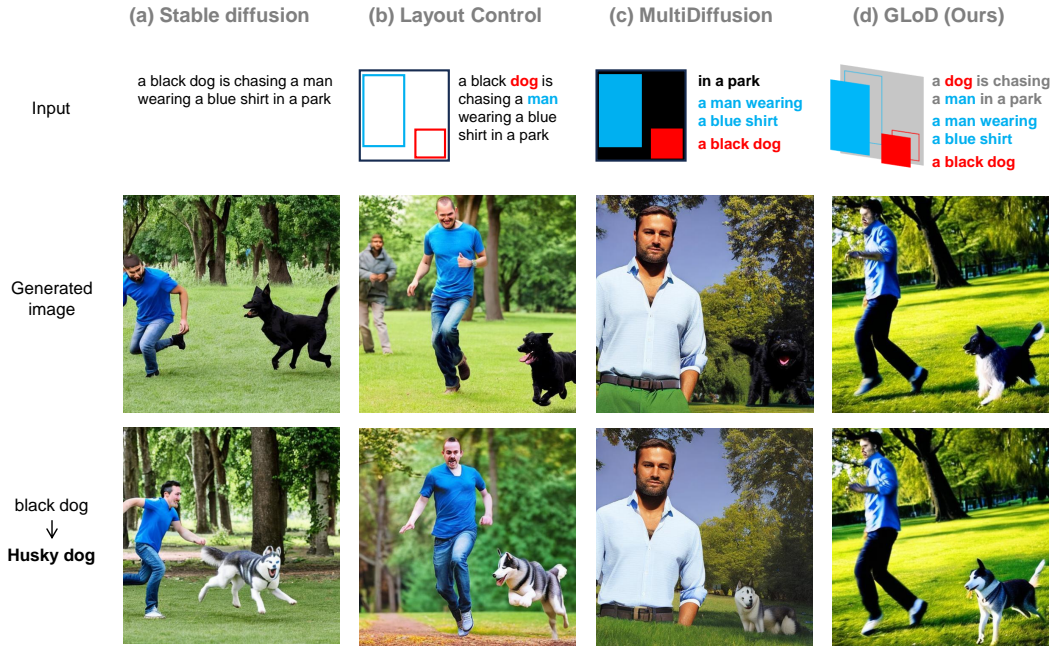 (a) Stable diffusion
(b) Layout Control
(c) MultiDiffusion
(d) GLoD (Ours)
Input
a black dog is chasing a man
wearing a blue shirt in a park
a black dog is
chasing a man
wearing a blue
shirt in a park
in a park
a man wearing
a blue shirt
a black dog
a dog is chasing
a man in a park
a man wearing
a blue shirt
a black dog
Generated
image
black dog
Husky dog